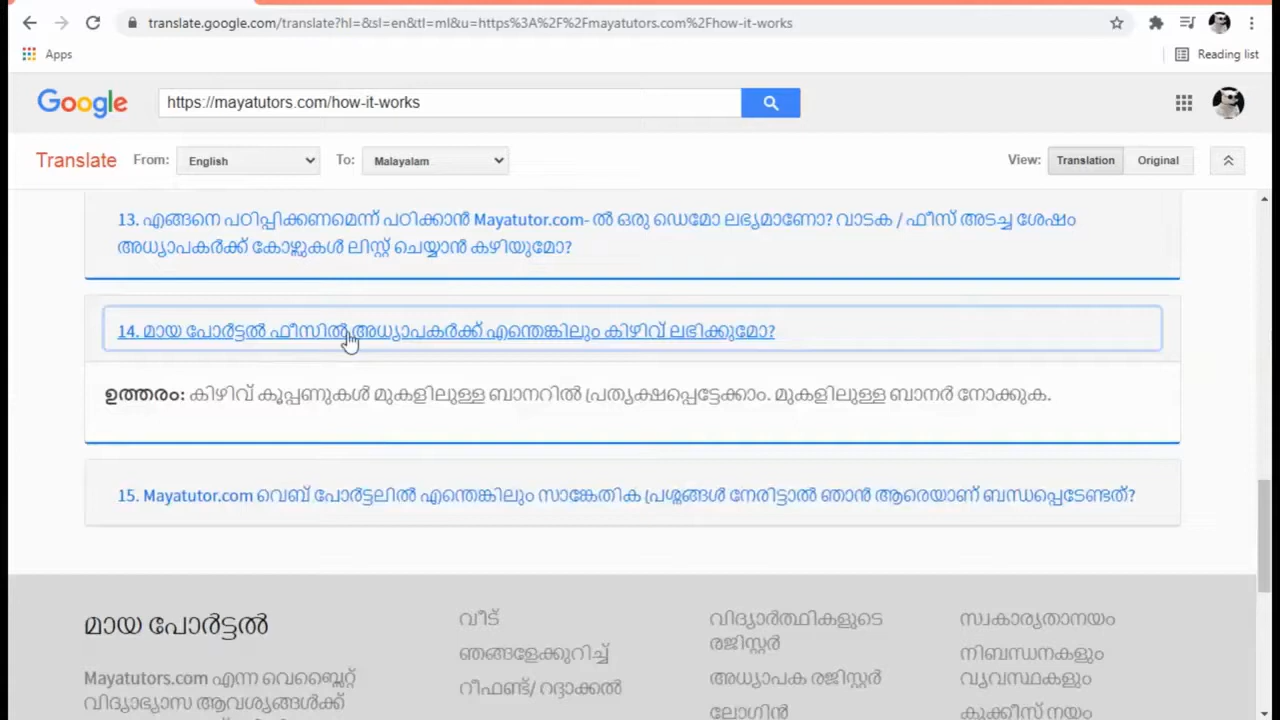 translate.google.com/translate?hl=&sl=en&tl=ml&u=https%3A%2F%2Fmayatutors.com%2Fhow-it-works
Apps
Reading list
Google
https://mayatutors.com/how-it-works
Translate From: English To: Malayalam View: Translation Original
13. എങ്ങനെ പഠിപ്പിക്കണമെന്ന് പഠിക്കാൻ Mayatutor.com- ൽ ഒരു ഡെമോ ലഭ്യമാണോ? വാടക / ഫീസ് അടച്ച ശേഷം
അധ്യാപകർക്ക് കോഴ്സുകൾ ലിസ്റ്റ് ചെയ്യാൻ കഴിയുമോ?
14. മായ പോർട്ടൽ ഫീസിൽ അധ്യാപകർക്ക് എന്തെങ്കിലും കിഴിവ് ലഭിക്കുമോ?
ഉത്തരം: കിഴിവ് കൂപ്പണുകൾ മുകളിലുള്ള ബാനറിൽ പ്രത്യക്ഷപ്പെട്ടേക്കാം. മുകളിലുള്ള ബാനർ നോക്കുക.
15. Mayatutor.com വെബ് പോർട്ടലിൽ എന്തെങ്കിലും സാങ്കേതിക പ്രശ്നങ്ങൾ നേരിട്ടാൽ ഞാൻ ആരെയാണ് ബന്ധപ്പെടേണ്ടത്?
മായ പോർട്ടൽ
Mayatutors.com എന്ന വെബ്സൈറ്റ്
വിദ്യാഭ്യാസ ആവശ്യങ്ങൾക്ക്
വീട്
ഞങ്ങളേക്കുറിച്ച്
റീഫണ്ട്/ റദ്ദാക്കൽ
വിദ്യാർത്ഥികളുടെ
രജിസ്റ്റർ
അധ്യാപക രജിസ്റ്റർ
ലോഗിൻ
സ്വകാര്യതാനയം
നിബന്ധനകളും
വ്യവസ്ഥകളും
കുക്കീസ് നയം